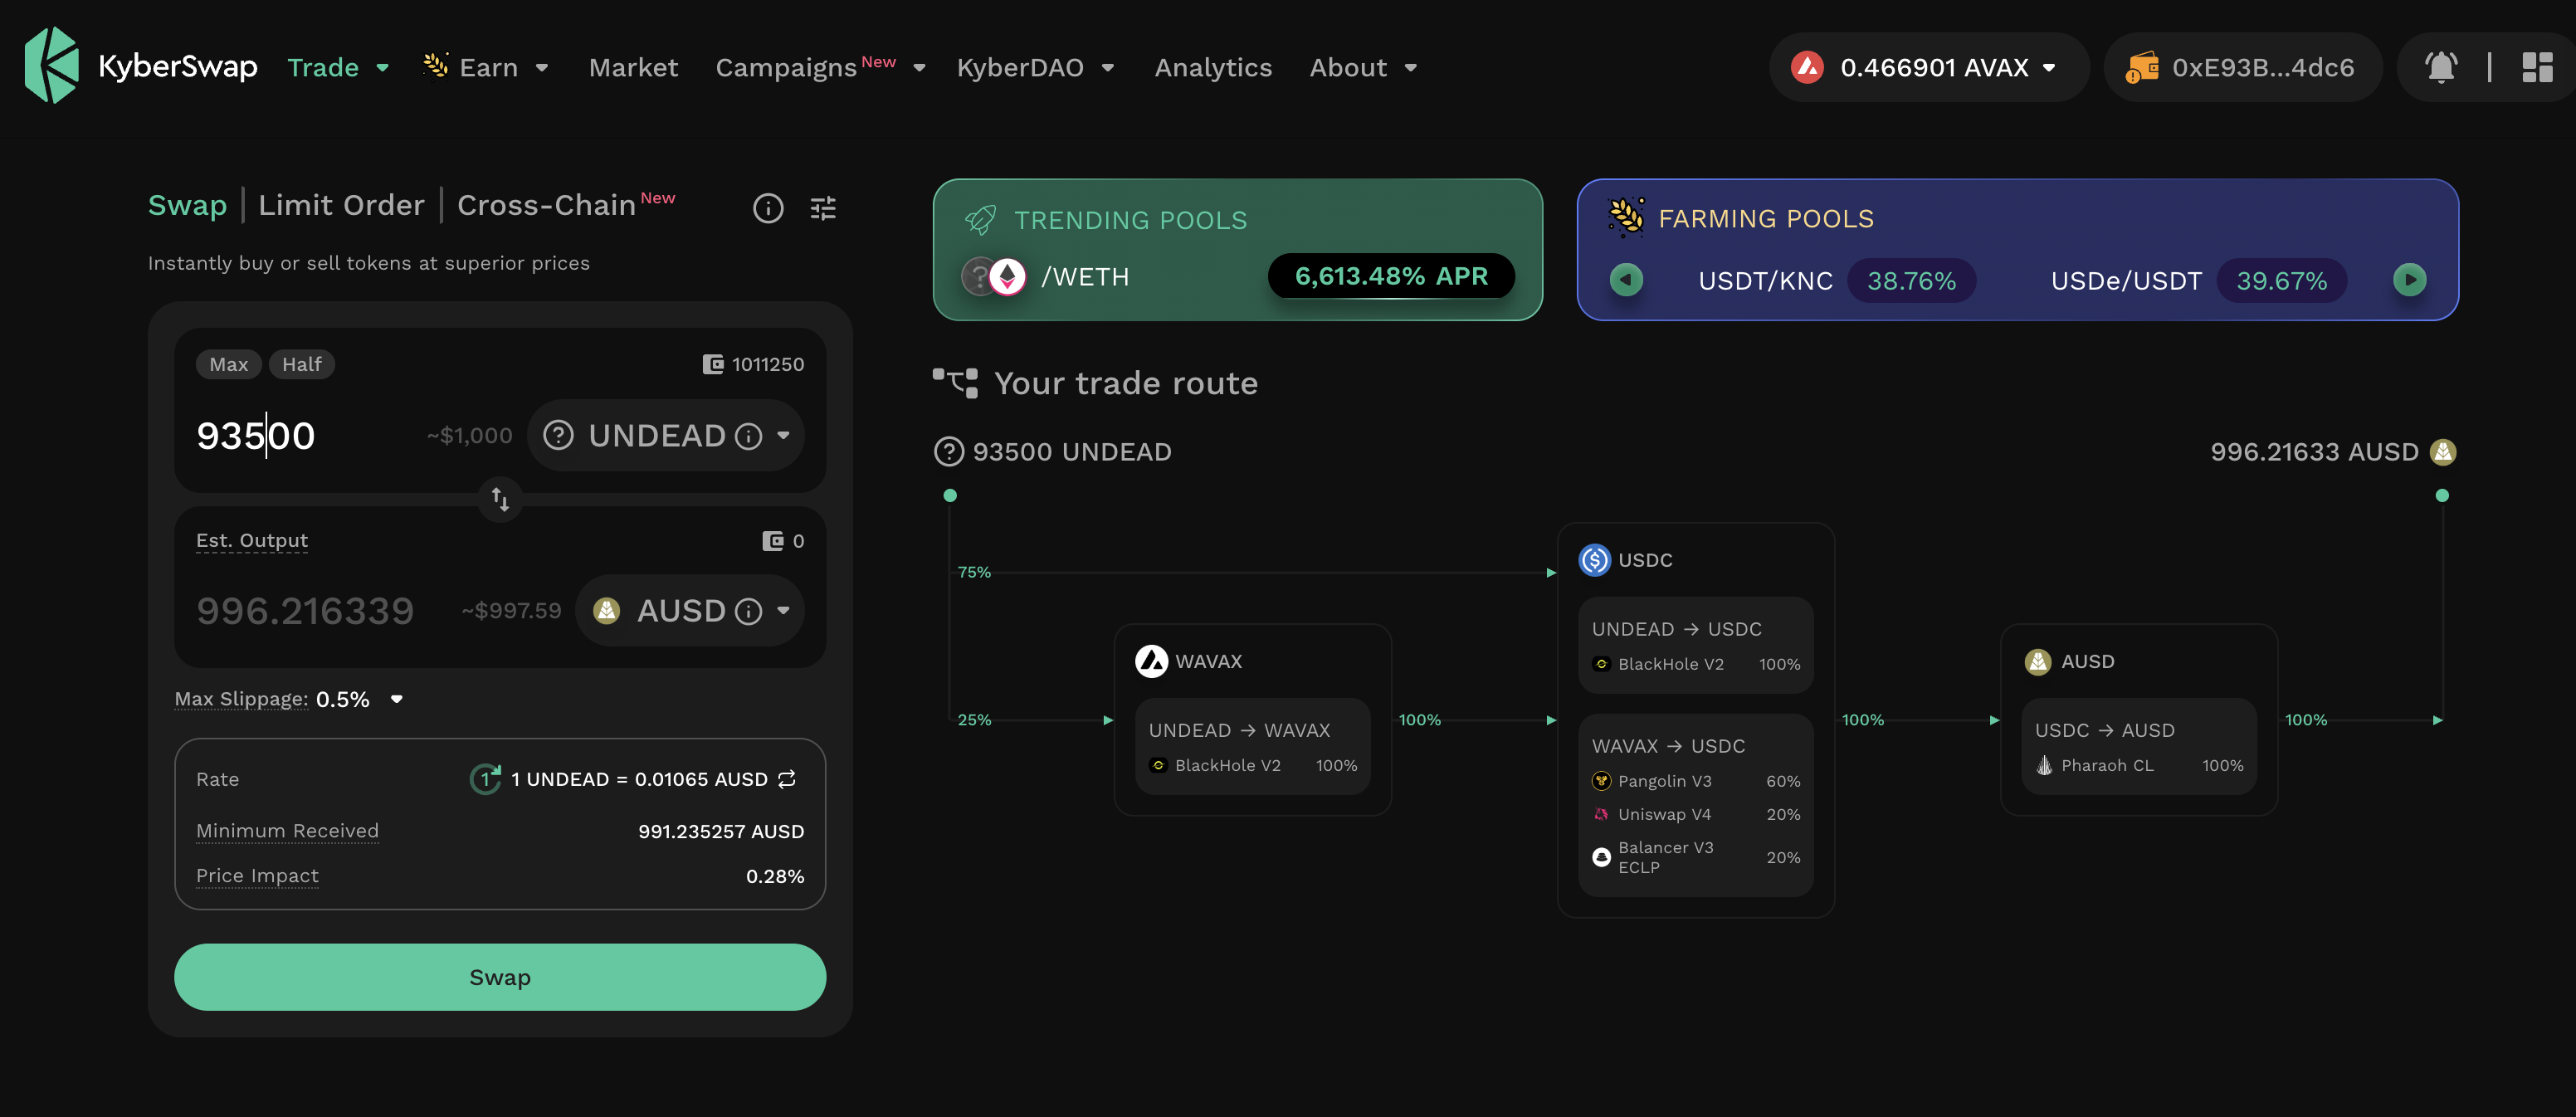 KyberSwap Trade Earn Market Campaigns New KyberDAO Analytics About 0.466901 AVAX 0xE93B...4dc6
Swap | Limit Order | Cross-Chain New
Instantly buy or sell tokens at superior prices
Max Half 1011250
93500 ~$1,000 UNDEAD
Est. Output 0
996.216339 ~$997.59 AUSD
Max Slippage: 0.5%
Rate 1 1 UNDEAD = 0.01065 AUSD
Minimum Received 991.235257 AUSD
Price Impact 0.28%
Swap
TRENDING POOLS
/WETH 6,613.48% APR
FARMING POOLS
USDT/KNC 38.76% USDe/USDT 39.67%
Your trade route
93500 UNDEAD 996.21633 AUSD
75%
25%
WAVAX
UNDEAD → WAVAX
BlackHole V2 100%
100%
USDC
UNDEAD → USDC
BlackHole V2 100%
WAVAX → USDC
Pangolin V3 60%
Uniswap V4 20%
Balancer V3
ECLP 20%
100%
AUSD
USDC → AUSD
Pharaoh CL 100%
100%